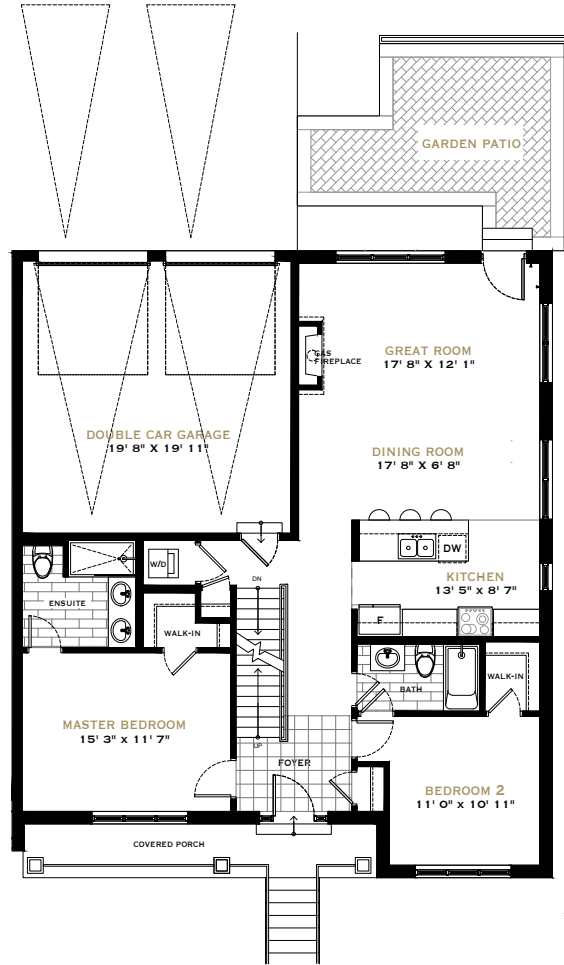 GARDEN PATIO
GREAT ROOM
17' 8" X 12' 1"
GAS
FIREPLACE
DOUBLE CAR GARAGE
19' 8" X 19' 11"
DINING ROOM
17' 8" X 6' 8"
DW
W/D
DN
KITCHEN
13' 5" x 8' 7"
ENSUITE
WALK-IN
F
WALK-IN
BATH
MASTER BEDROOM
15' 3" x 11' 7"
UP
FOYER
BEDROOM 2
11' 0" x 10' 11"
COVERED PORCH